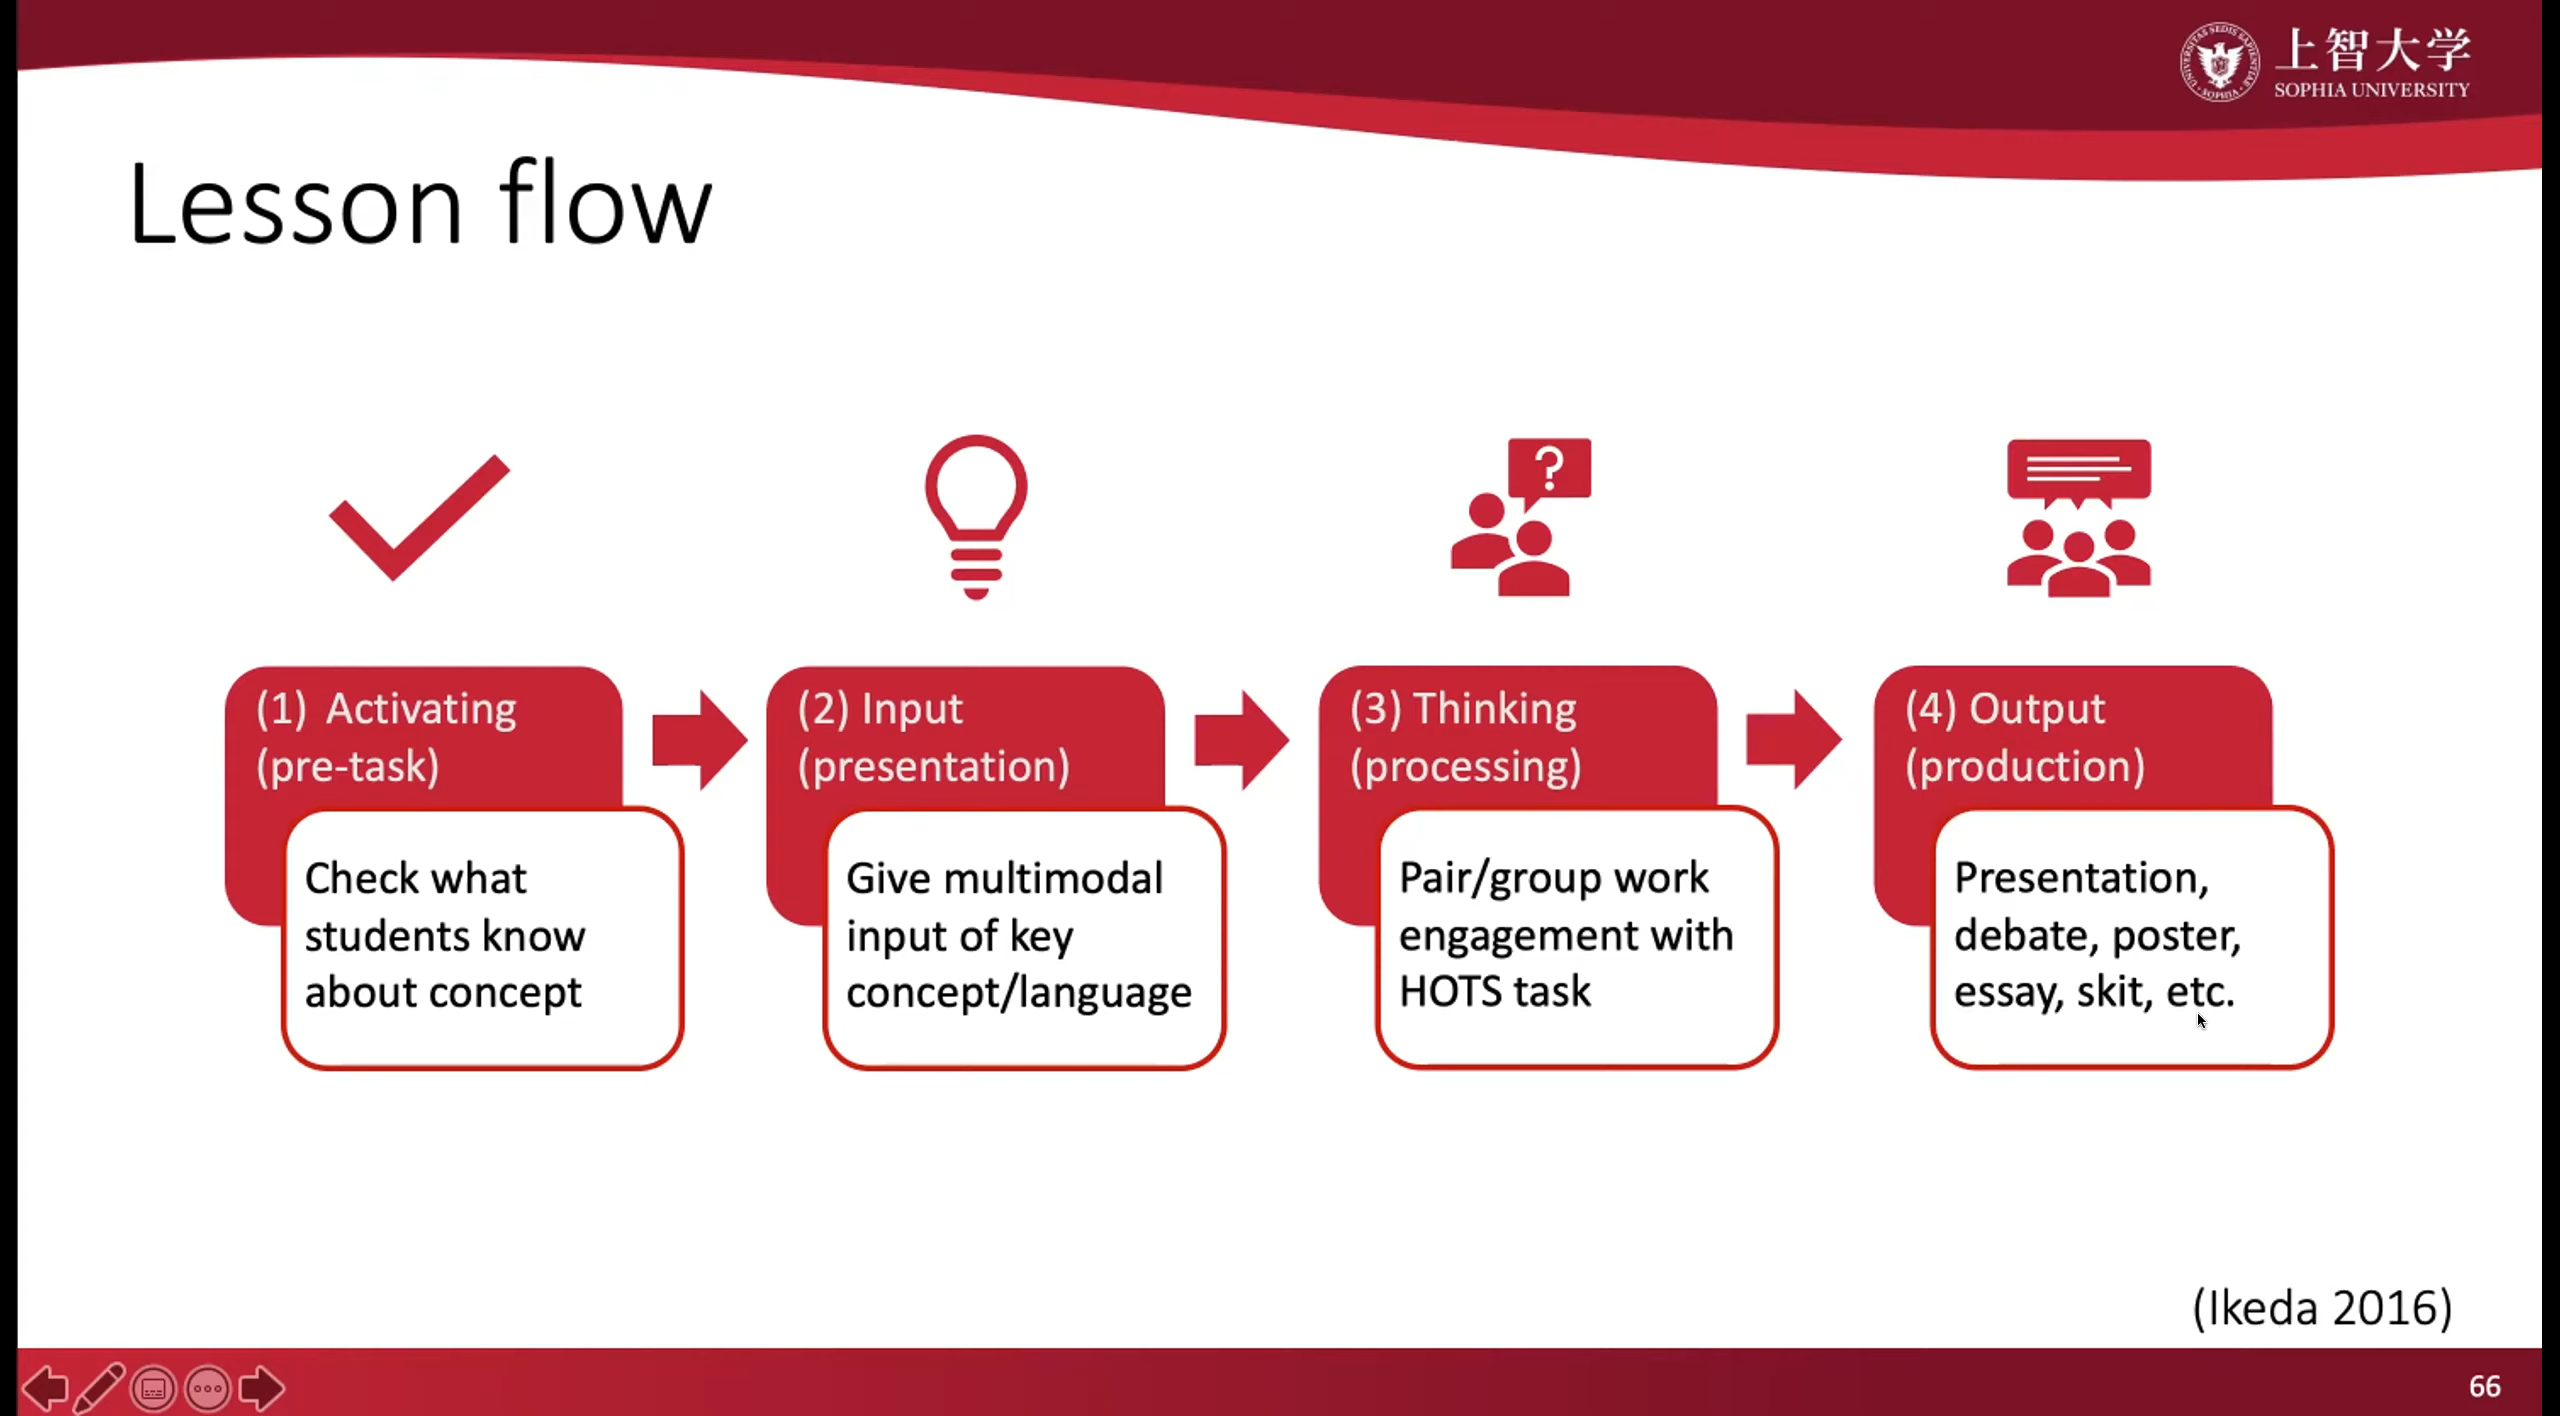 上智大学
SOPHIA UNIVERSITY
Lesson flow
?
(1) Activating
(pre-task)
Check what
students know
about concept
(2) Input
(presentation)
Give multimodal
input of key
concept/language
(3) Thinking
(processing)
Pair/group work
engagement with
HOTS task
(4) Output
(production)
Presentation,
debate, poster,
essay, skit, etc.
(Ikeda 2016)
66